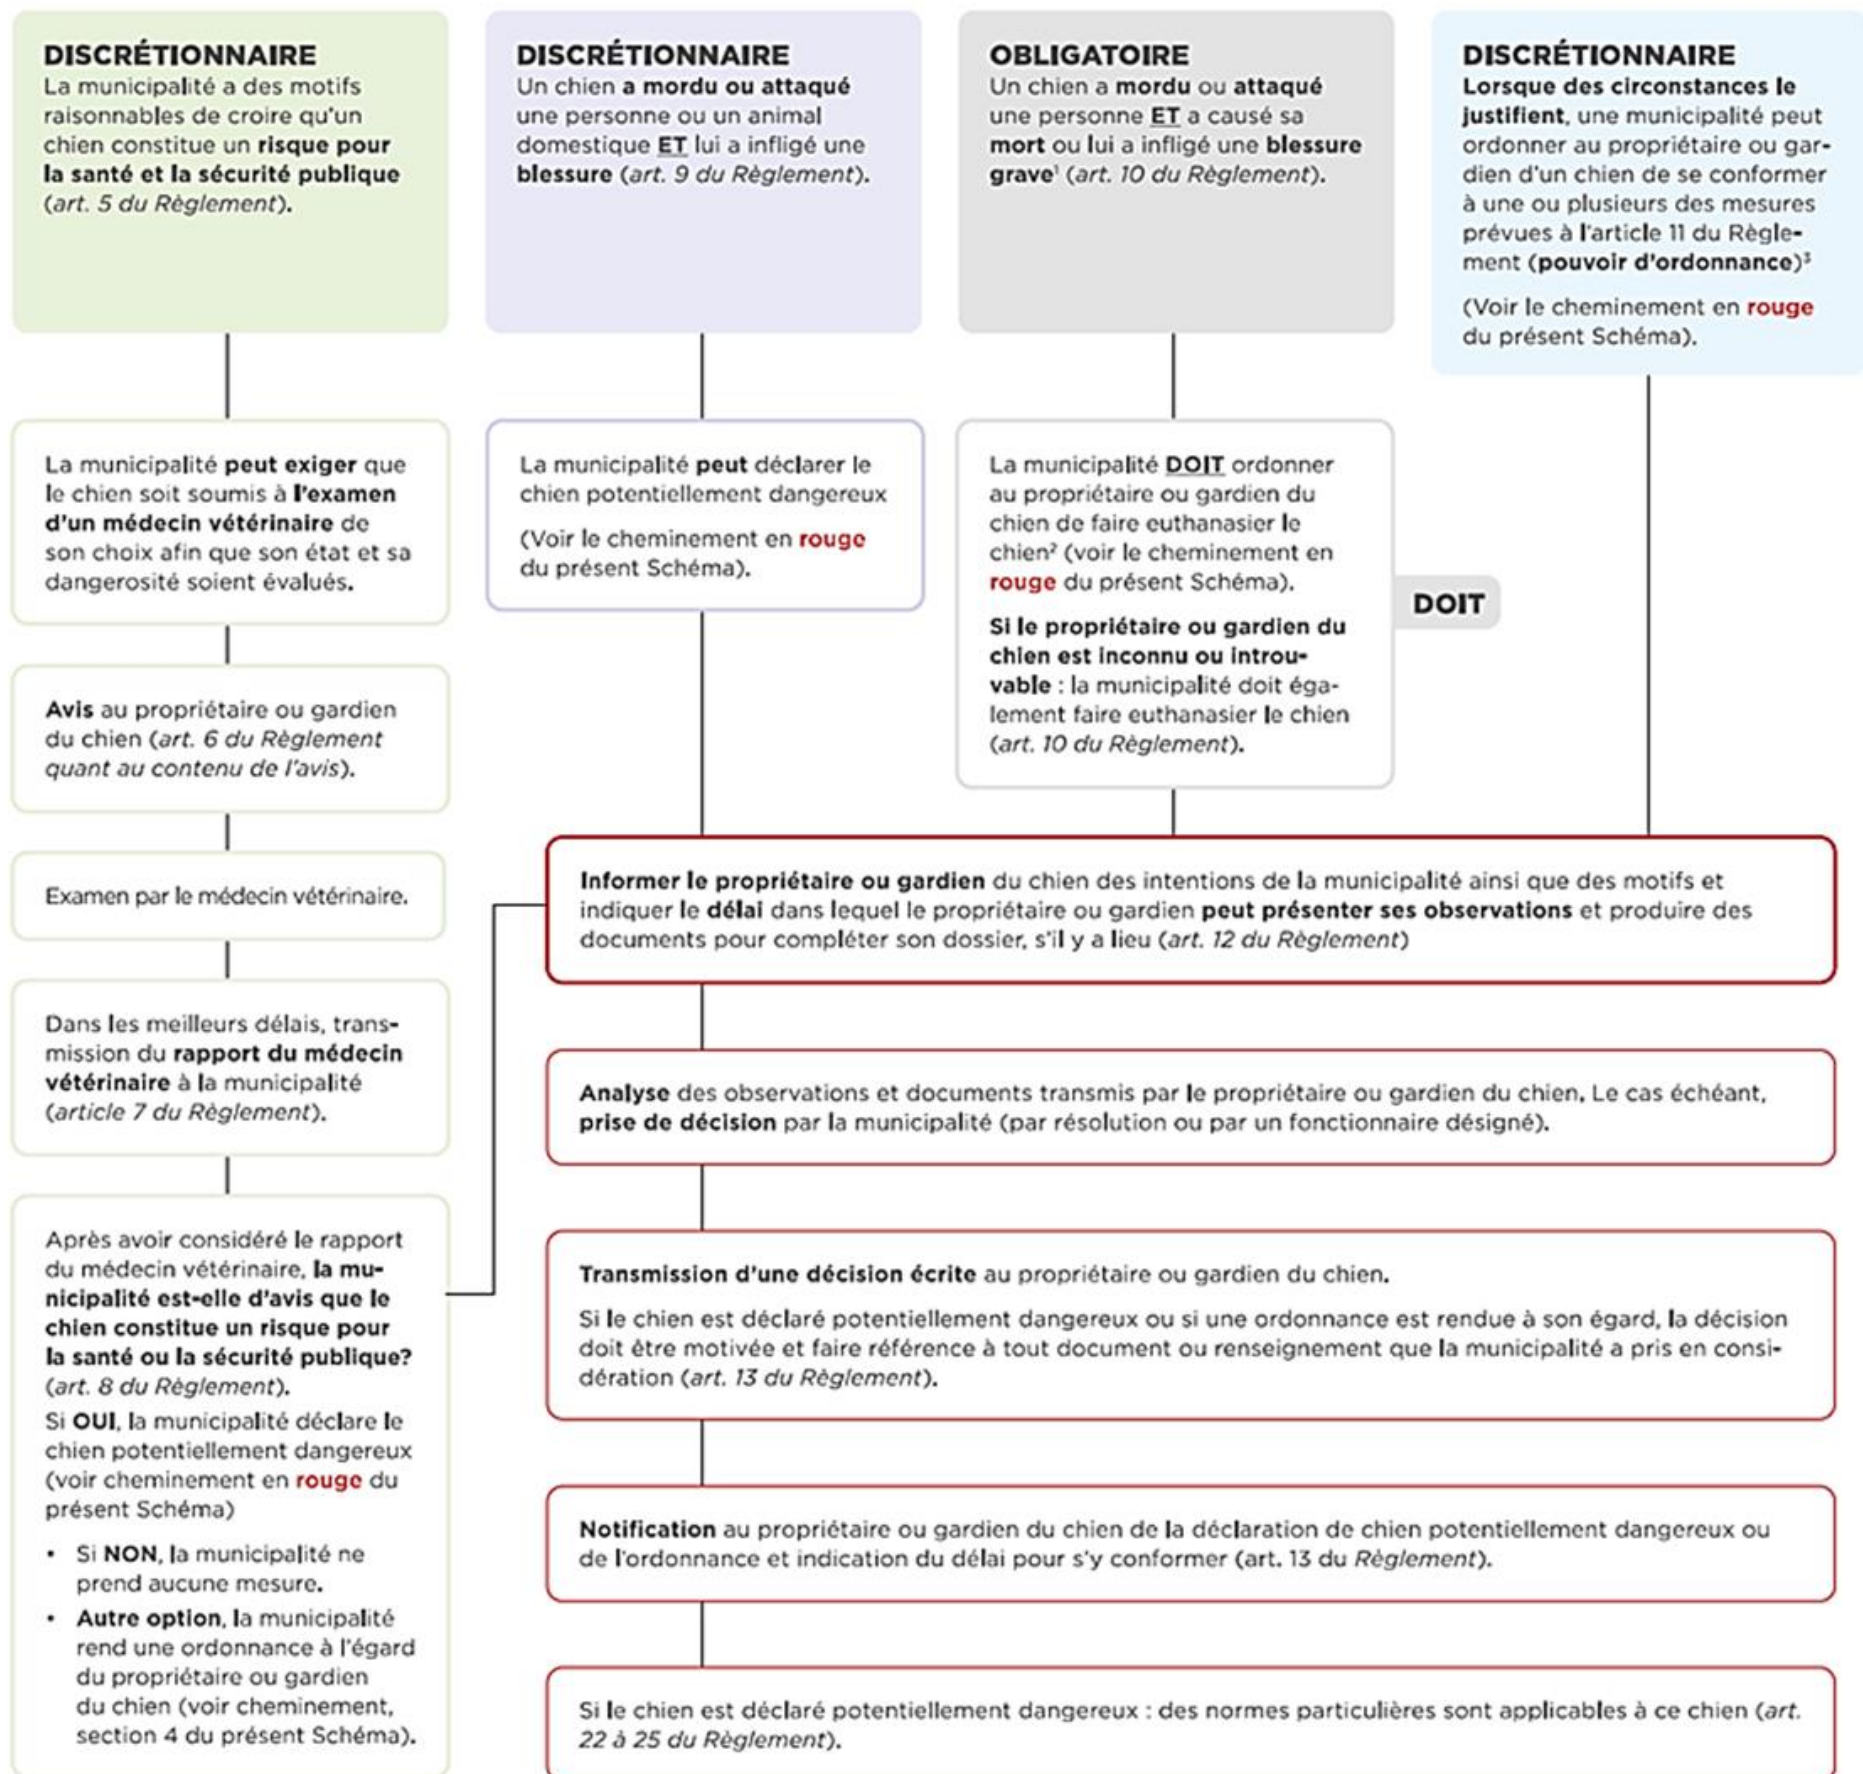 DISCRÉTIONNAIRE
La municipalité a des motifs
raisonnables de croire qu'un
chien constitue un risque pour
la santé et la sécurité publique
(art. 5 du Règlement).
DISCRÉTIONNAIRE
Un chien a mordu ou attaqué
une personne ou un animal
domestique ET lui a infligé une
blessure (art. 9 du Règlement).
OBLIGATOIRE
Un chien a mordu ou attaqué
une personne ET a causé sa
mort ou lui a infligé une blessure
grave¹ (art. 10 du Règlement).
DISCRÉTIONNAIRE
Lorsque des circonstances le
justifient, une municipalité peut
ordonner au propriétaire ou gar-
dien d'un chien de se conformer
à une ou plusieurs des mesures
prévues à l'article 11 du Règle-
ment (pouvoir d'ordonnance)³
(Voir le cheminement en rouge
du présent Schéma).
La municipalité peut exiger que
le chien soit soumis à l'examen
d'un médecin vétérinaire de
son choix afin que son état et sa
dangerosité soient évalués.
Avis au propriétaire ou gardien
du chien (art. 6 du Règlement
quant au contenu de l'avis).
Examen par le médecin vétérinaire.
Dans les meilleurs délais, trans-
mission du rapport du médecin
vétérinaire à la municipalité
(article 7 du Règlement).
Après avoir considéré le rapport
du médecin vétérinaire, la mu-
nicipalité est-elle d'avis que le
chien constitue un risque pour
la santé ou la sécurité publique?
(art. 8 du Règlement).
Si OUI, la municipalité déclare le
chien potentiellement dangereux
(voir cheminement en rouge du
présent Schéma)
• Si NON, la municipalité ne
prend aucune mesure.
• Autre option, la municipalité
rend une ordonnance à l'égard
du propriétaire ou gardien
du chien (voir cheminement,
section 4 du présent Schéma).
La municipalité peut déclarer le
chien potentiellement dangereux
(Voir le cheminement en rouge
du présent Schéma).
La municipalité DOIT ordonner
au propriétaire ou gardien du
chien de faire euthanasier le
chien² (voir le cheminement en
rouge du présent Schéma).
Si le propriétaire ou gardien du
chien est inconnu ou introu-
vable : la municipalité doit éga-
lement faire euthanasier le chien
(art. 10 du Règlement).
DOIT
Informer le propriétaire ou gardien du chien des intentions de la municipalité ainsi que des motifs et
indiquer le délai dans lequel le propriétaire ou gardien peut présenter ses observations et produire des
documents pour compléter son dossier, s'il y a lieu (art. 12 du Règlement)
Analyse des observations et documents transmis par le propriétaire ou gardien du chien. Le cas échéant,
prise de décision par la municipalité (par résolution ou par un fonctionnaire désigné).
Transmission d'une décision écrite au propriétaire ou gardien du chien.
Si le chien est déclaré potentiellement dangereux ou si une ordonnance est rendue à son égard, la décision
doit être motivée et faire référence à tout document ou renseignement que la municipalité a pris en consi-
dération (art. 13 du Règlement).
Notification au propriétaire ou gardien du chien de la déclaration de chien potentiellement dangereux ou
de l'ordonnance et indication du délai pour s'y conformer (art. 13 du Règlement).
Si le chien est déclaré potentiellement dangereux : des normes particulières sont applicables à ce chien (art.
22 à 25 du Règlement).